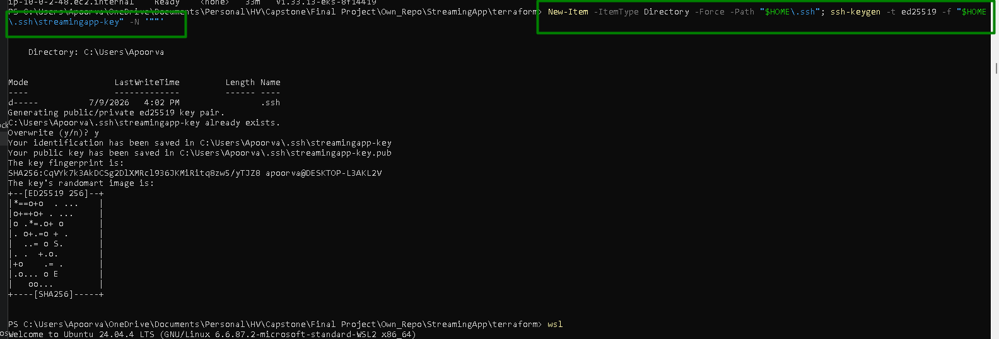 ip-10-0-2-48.ec2.internal    Ready    <none>   33m   v1.33.13-eks-8f14419
PS C:\Users\Apoorva\OneDrive\Documents\Personal\HV\Capstone\Final Project\Own_Repo\StreamingApp\terraform> New-Item -ItemType Directory -Force -Path "$HOME\.ssh"; ssh-keygen -t ed25519 -f "$HOME
\.ssh\streamingapp-key" -N '""'
    Directory: C:\Users\Apoorva
Mode                 LastWriteTime         Length Name
----                 -------------         ------ ----
d-----          7/9/2026   4:02 PM                .ssh
Generating public/private ed25519 key pair.
C:\Users\Apoorva\.ssh\streamingapp-key already exists.
Overwrite (y/n)? y
Your identification has been saved in C:\Users\Apoorva\.ssh\streamingapp-key
Your public key has been saved in C:\Users\Apoorva\.ssh\streamingapp-key.pub
The key fingerprint is:
SHA256:CqVYk7k3AkDCSg2DlXMRcl936JKMiRitq8zw5/yTJZ8 apoorva@DESKTOP-L3AKL2V
The key's randomart image is:
+--[ED25519 256]--+
|*==o+o  . ...    |
|o+=+o+ . ...     |
|o .*=.o+ o       |
|. o+.=o + .      |
|  ..= o S.       |
|. .  +.o.        |
|+o    .= .       |
|.o... o E        |
|   oo...         |
+----[SHA256]-----+
PS C:\Users\Apoorva\OneDrive\Documents\Personal\HV\Capstone\Final Project\Own_Repo\StreamingApp\terraform> wsl
Welcome to Ubuntu 24.04.4 LTS (GNU/Linux 6.6.87.2-microsoft-standard-WSL2 x86_64)